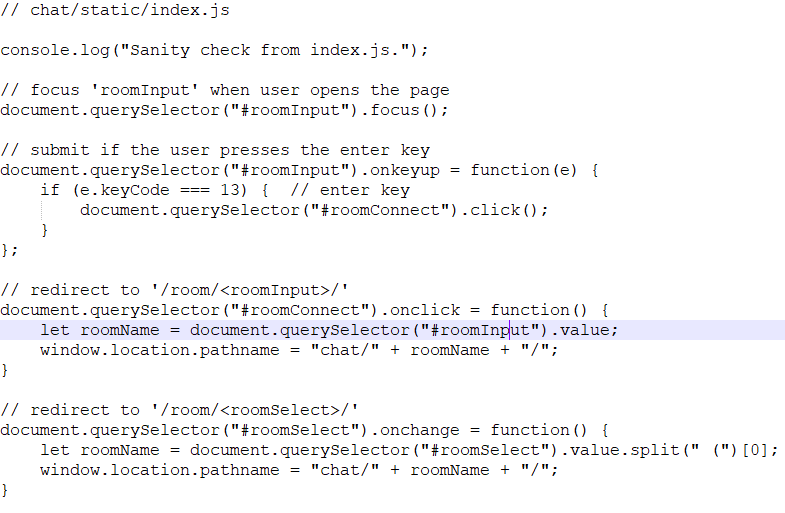 // chat/static/index.js
console.log("Sanity check from index.js.");
// focus 'roomInput' when user opens the page
document.querySelector("#roomInput").focus();
// submit if the user presses the enter key
document.querySelector("#roomInput").onkeyup = function(e) {
    if (e.keyCode === 13) {  // enter key
        document.querySelector("#roomConnect").click();
    }
};
// redirect to '/room/<roomInput>/'
document.querySelector("#roomConnect").onclick = function() {
    let roomName = document.querySelector("#roomInput").value;
    window.location.pathname = "chat/" + roomName + "/";
}
// redirect to '/room/<roomSelect>/'
document.querySelector("#roomSelect").onchange = function() {
    let roomName = document.querySelector("#roomSelect").value.split(" (")[0];
    window.location.pathname = "chat/" + roomName + "/";
}